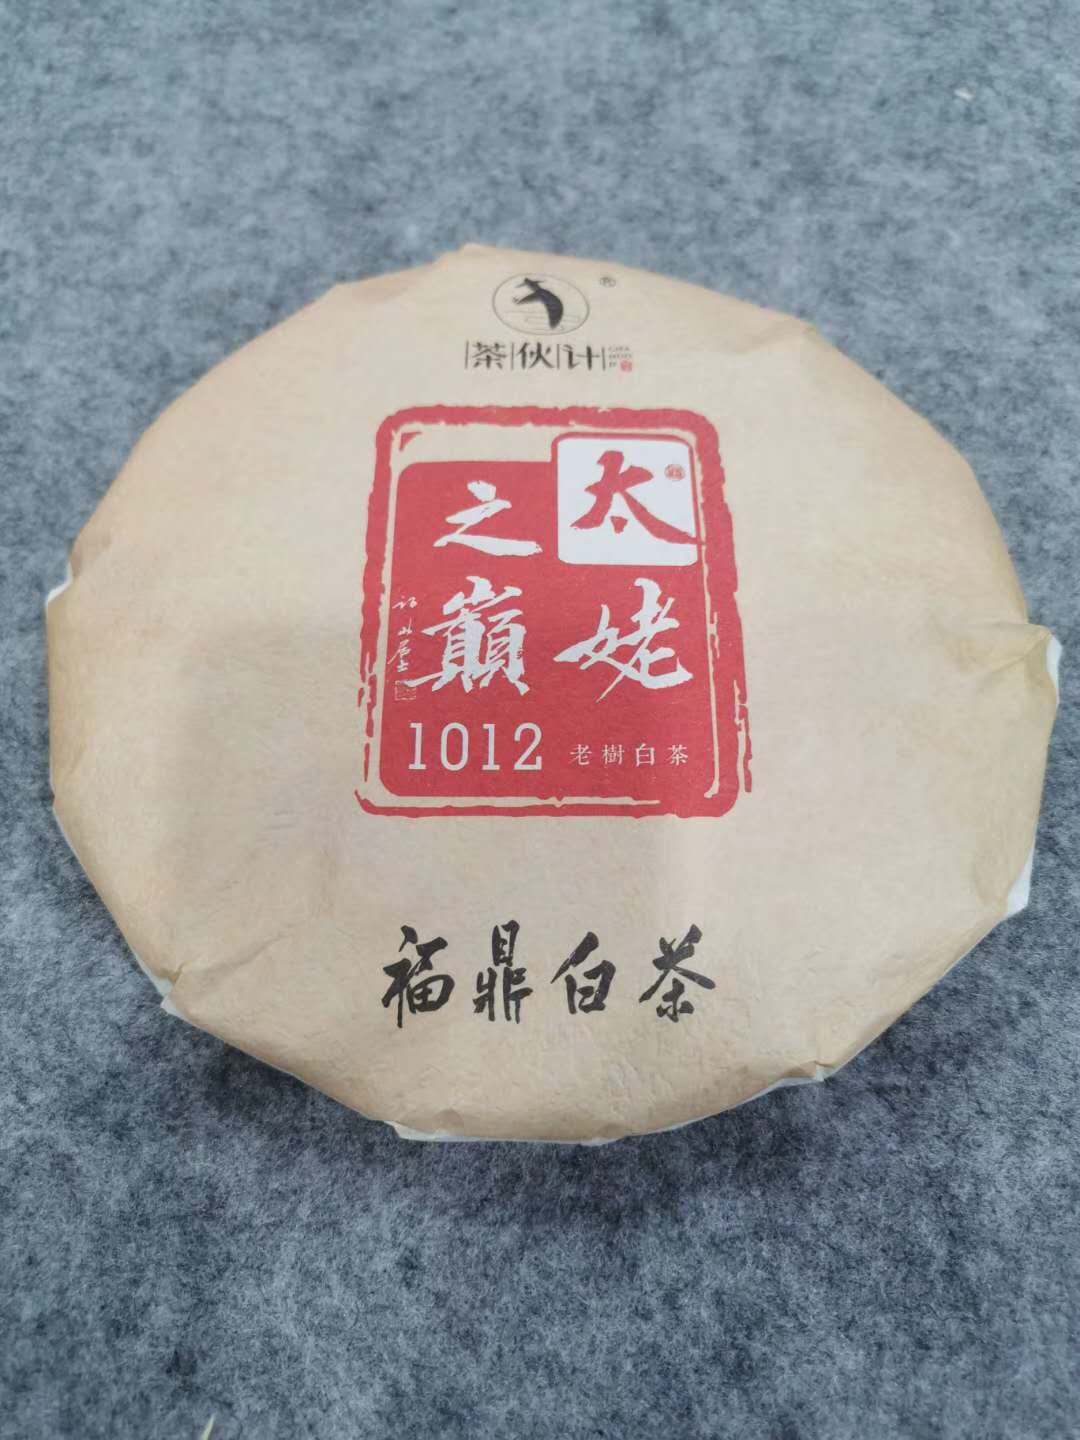 ®
茶伙计
太姥
之巔
1012 老樹白茶
福鼎白茶